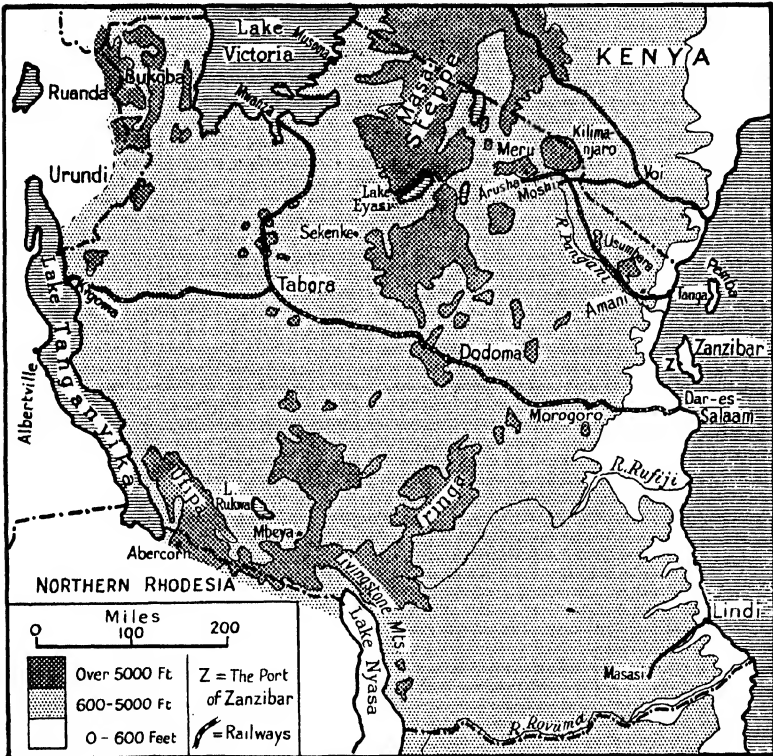 Lake
Victoria
Musoma
KENYA
Bukoba
Ruanda
Mwanza
Masai
Steppe
Kilima-
njaro
Meru
Urundi
Voi
Arusha
Moshi
Lake
Eyasi
Sekenke
R. Pangani
Usumbara
Pemba
Kigoma
Tabora
Amani
Tanga
Lake Tanganyika
Albertville
Dodoma
Z
Zanzibar
Dar-es-
Salaam
Morogoro
R. Rufiji
Ufipa
L.
Rukwa
Iringa
Mbeya
Abercorn
Livingstone Mts.
NORTHERN RHODESIA
Lake Nyasa
Lindi
Masasi
R. Rovuma
Miles
0 100 200
Over 5000 Ft
600-5000 Ft
0 - 600 Feet
Z = The Port
of Zanzibar
= Railways